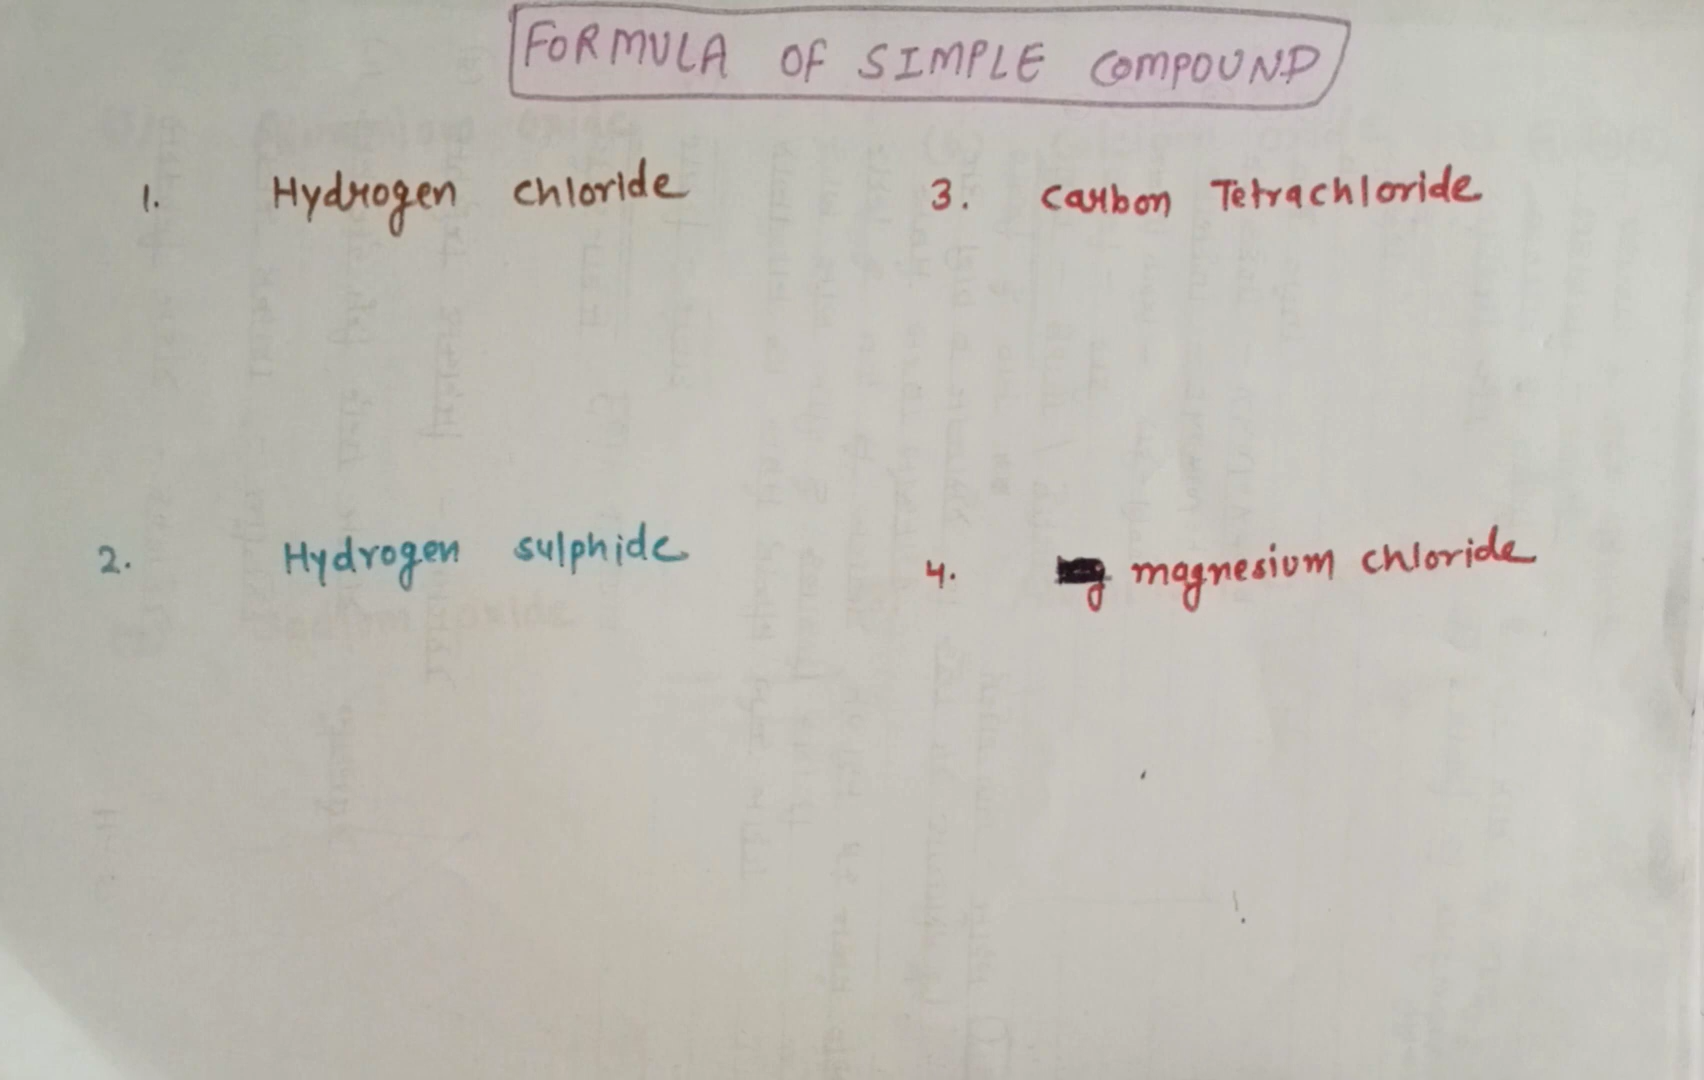 FORMULA OF SIMPLE COMPOUND
1. Hydrogen chloride
2. Hydrogen sulphide
3. Carbon Tetrachloride
4. magnesium chloride